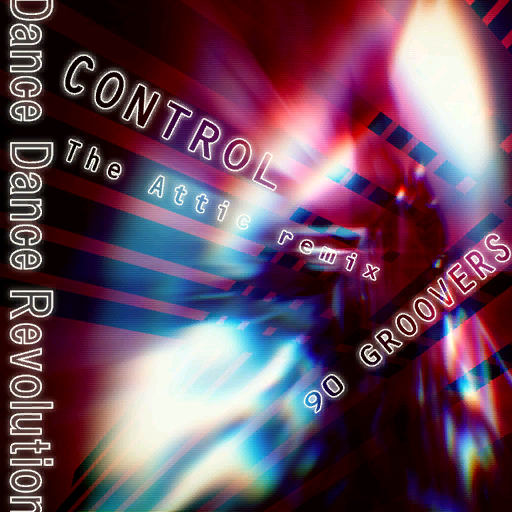 Dance Dance Revolution
CONTROL
The Attic remix
90 GROOVERS